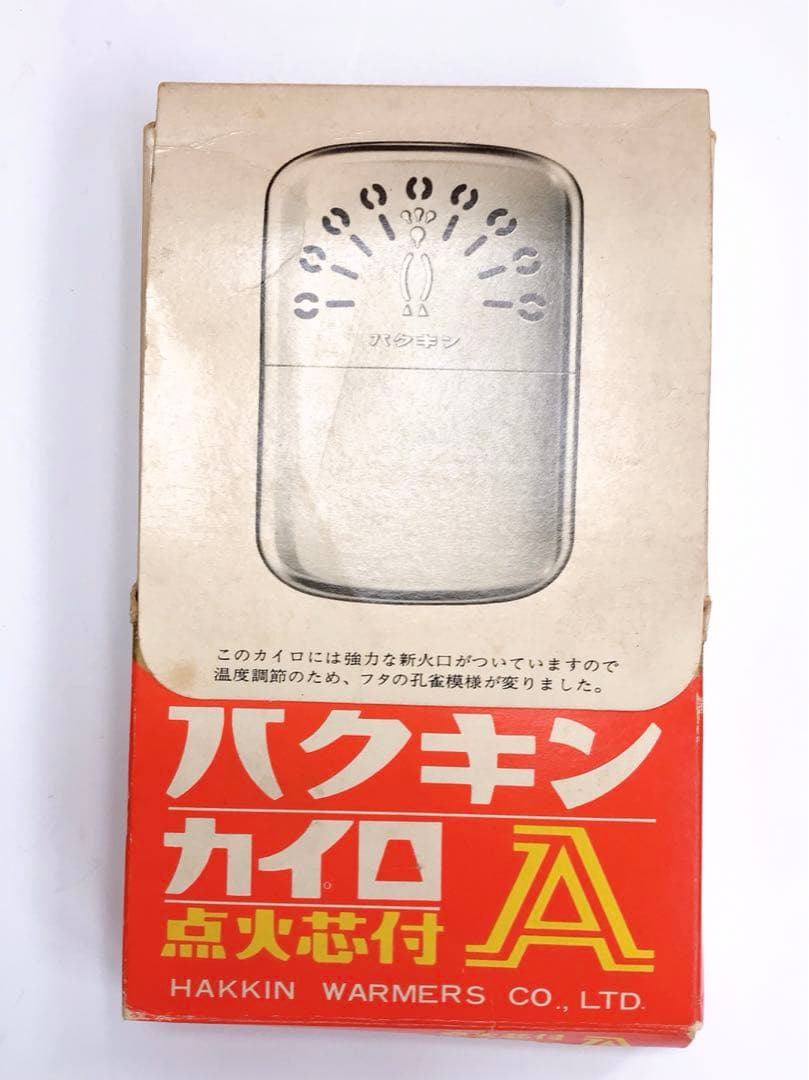 ハクキン
このカイロには強力な新火口がついていますので
温度調節のため、フタの孔雀模様が変りました。
ハクキン
カイロ
点火芯付 A
HAKKIN WARMERS CO., LTD.
A